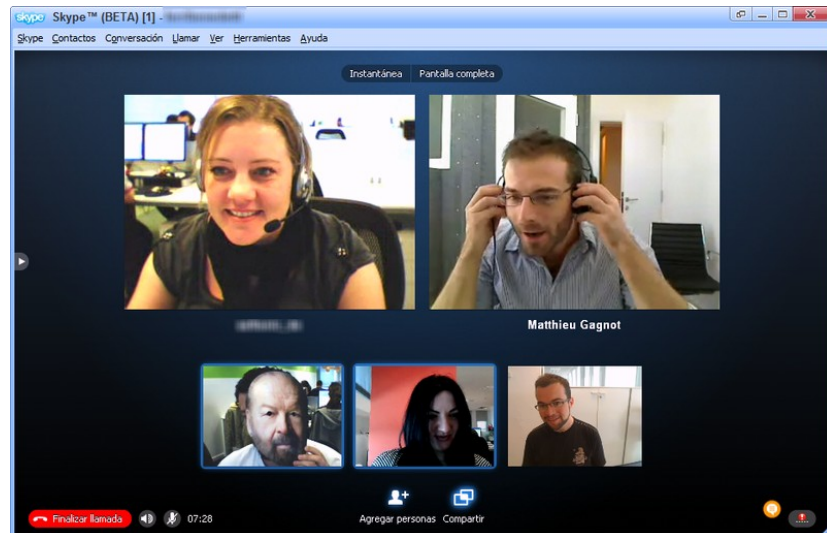 skype Skype™ (BETA) [1] -
Skype Contactos Conversación Llamar Ver Herramientas Ayuda
Instantánea Pantalla completa
Matthieu Gagnot
Agregar personas Compartir
Finalizar llamada 07:28